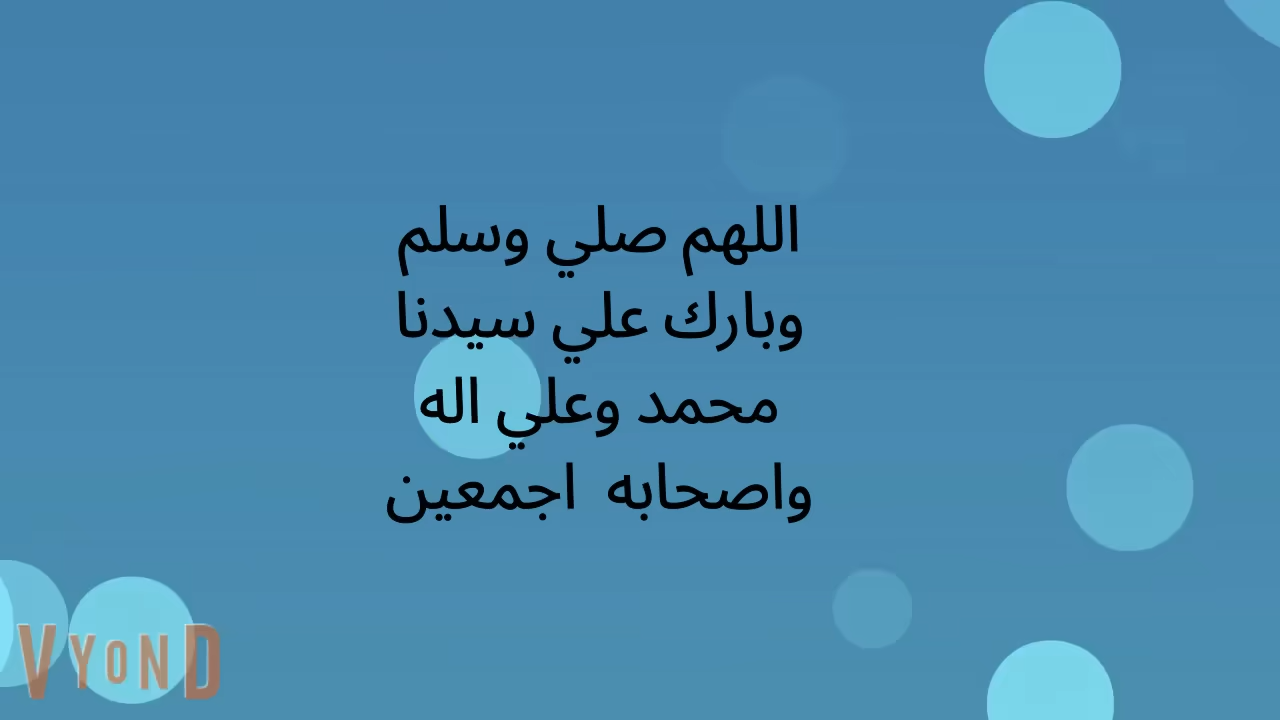 اللهم صلي وسلم
وبارك علي سيدنا
محمد وعلي اله
واصحابه اجمعين
VYOND